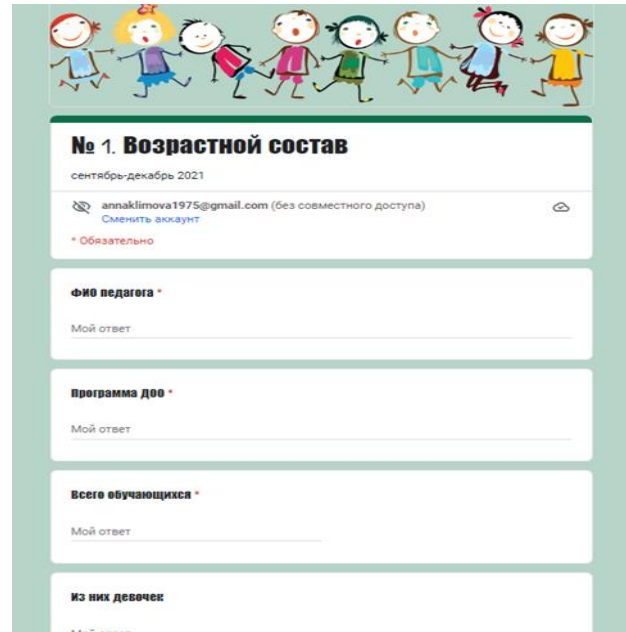 № 1. Возрастной состав
сентябрь-декабрь 2021
annaklimova1975@gmail.com (без совместного доступа)
Сменить аккаунт
* Обязательно
ФИО педагога *
Мой ответ
Программа ДОО *
Мой ответ
Всего обучающихся *
Мой ответ
Из них девочек